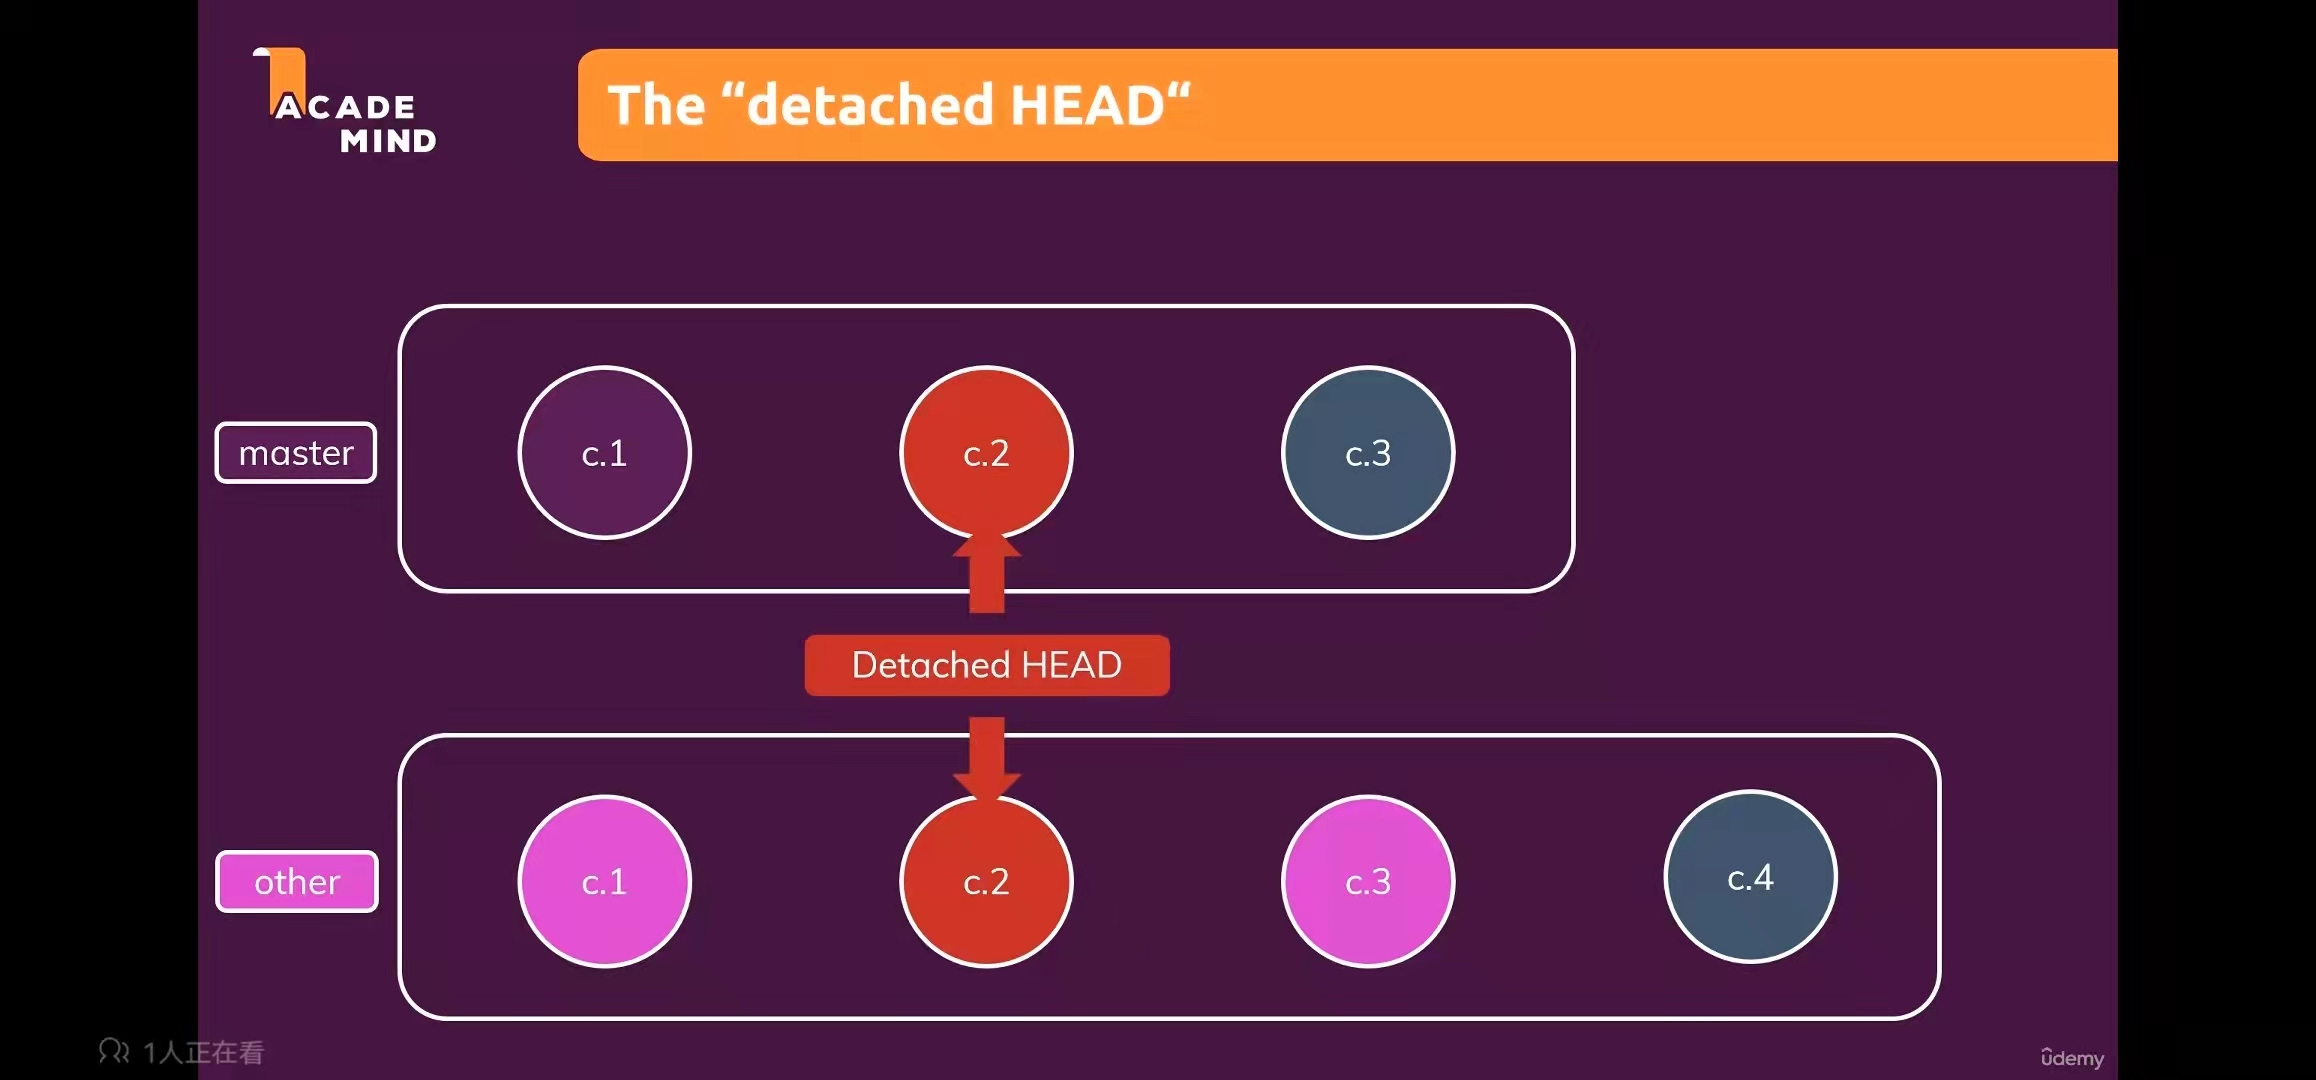 ACADE
MIND
The “detached HEAD“
master
c.1
c.2
c.3
Detached HEAD
other
c.1
c.2
c.3
c.4
1人正在看
ûdemy